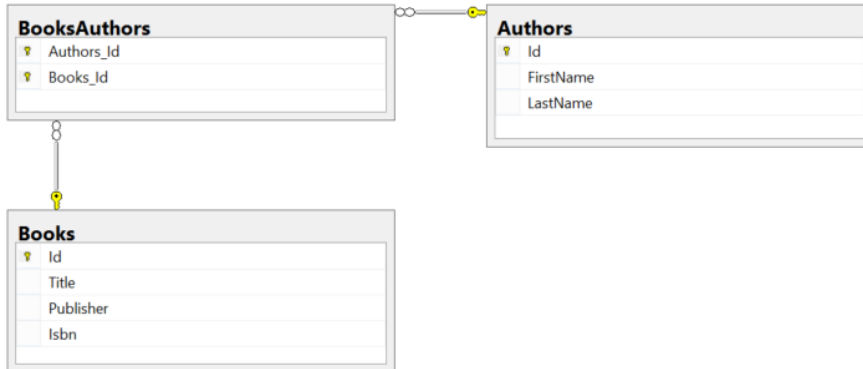 BooksAuthors
Authors_Id
Books_Id
Authors
Id
FirstName
LastName
Books
Id
Title
Publisher
Isbn